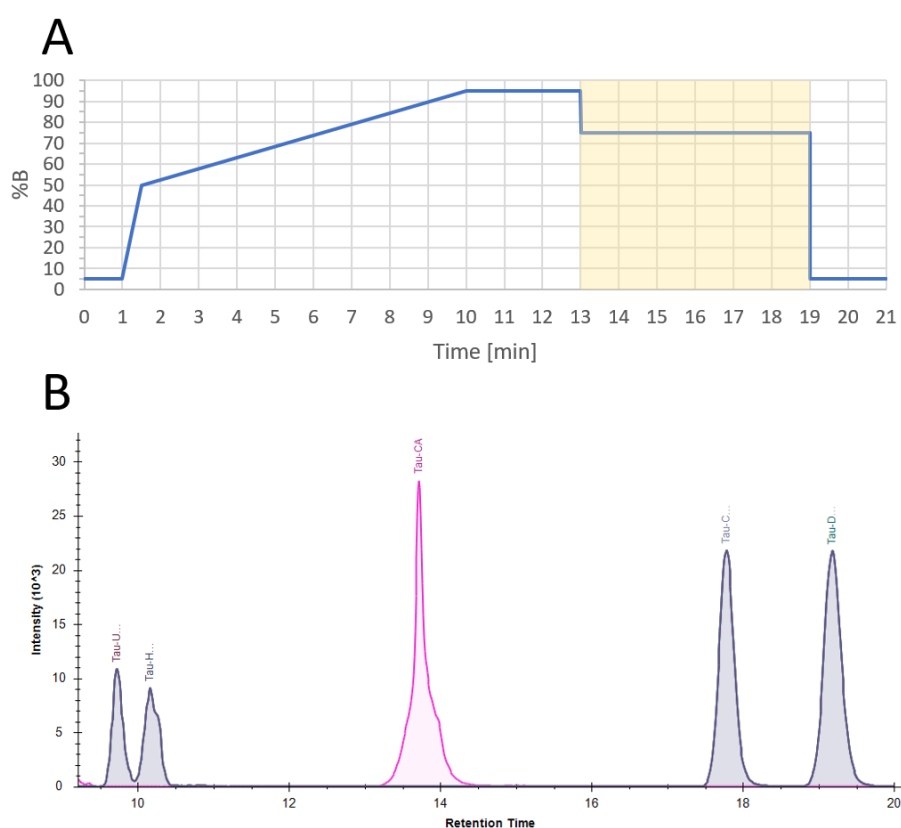 A
100
90
80
70
60
50
40
30
20
10
0
%B
0 1 2 3 4 5 6 7 8 9 10 11 12 13 14 15 16 17 18 19 20 21
Time [min]
B
30
25
20
15
10
5
0
Intensity (10^3)
Tau-U...
Tau-H...
Tau-CA
Tau-C...
Tau-D...
10 12 14 16 18 20
Retention Time